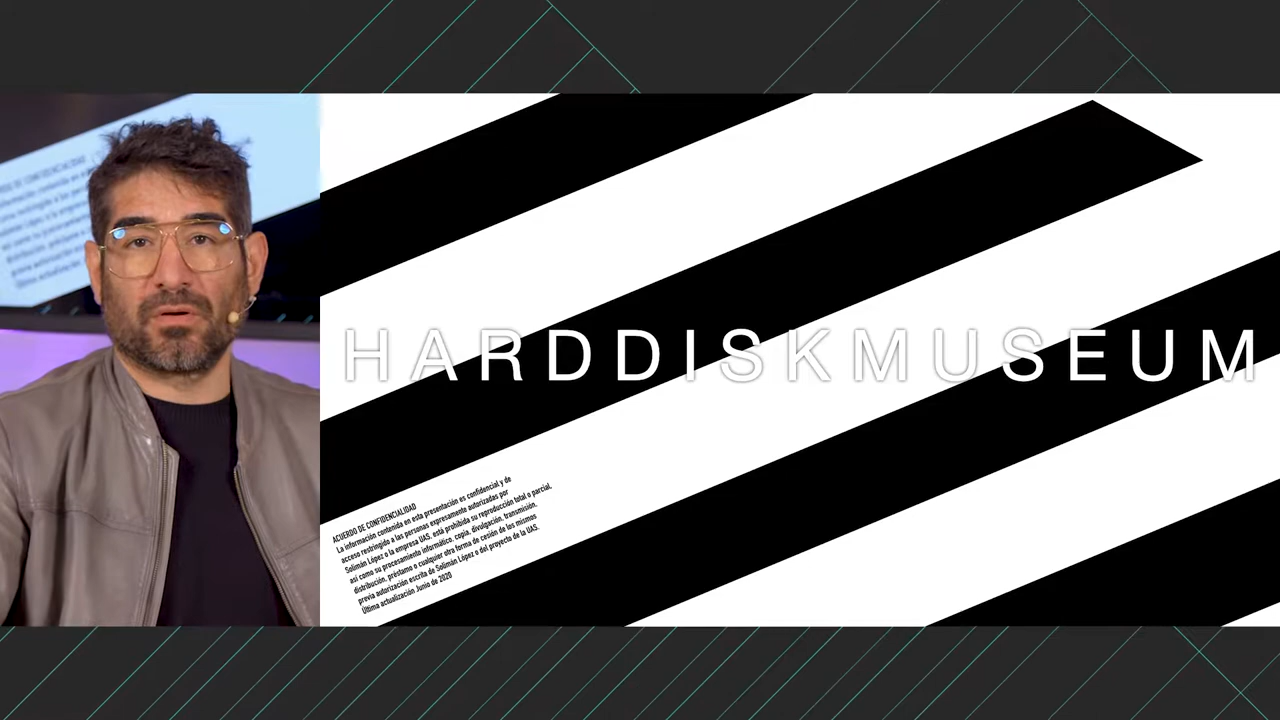 HARDDISKMUSEUM
ACUERDO DE CONFIDENCIALIDAD
La información contenida en esta presentación es confidencial y de
acceso restringido a las personas expresamente autorizadas por
Solimán López o la empresa UAS, está prohibida su reproducción total o parcial,
así como su procesamiento informático, copia, divulgación, transmisión,
distribución, préstamo o cualquier otro forma de cesión de los mismos
previa autorización escrita de Solimán López o del proyecto de la UAS.
Última actualización Junio de 2020